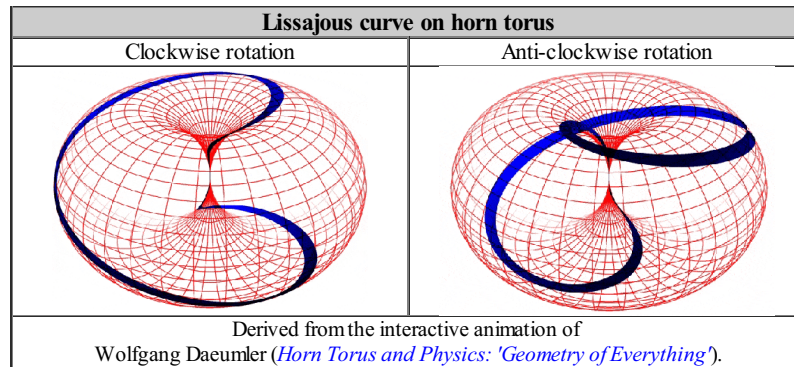 Lissajous curve on horn torus
Clockwise rotation
Anti-clockwise rotation
Derived from the interactive animation of
Wolfgang Daeumler (Horn Torus and Physics: 'Geometry of Everything').